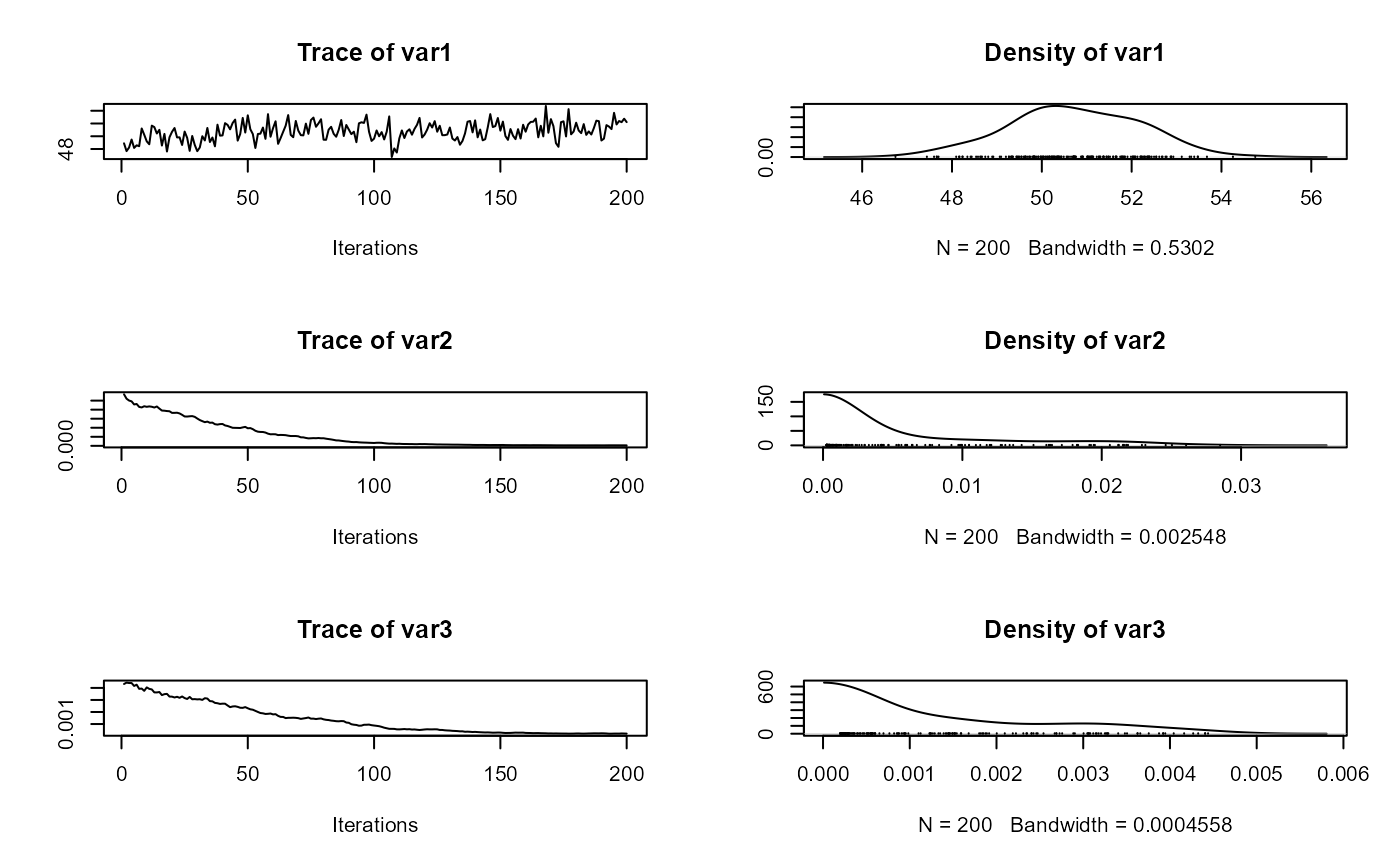 Trace of var1
48
0 50 100 150 200
Iterations
Density of var1
0.00
46 48 50 52 54 56
N = 200 Bandwidth = 0.5302
Trace of var2
0.000
0 50 100 150 200
Iterations
Density of var2
150
0
0.00 0.01 0.02 0.03
N = 200 Bandwidth = 0.002548
Trace of var3
0.001
0 50 100 150 200
Iterations
Density of var3
600
0
0.000 0.001 0.002 0.003 0.004 0.005 0.006
N = 200 Bandwidth = 0.0004558